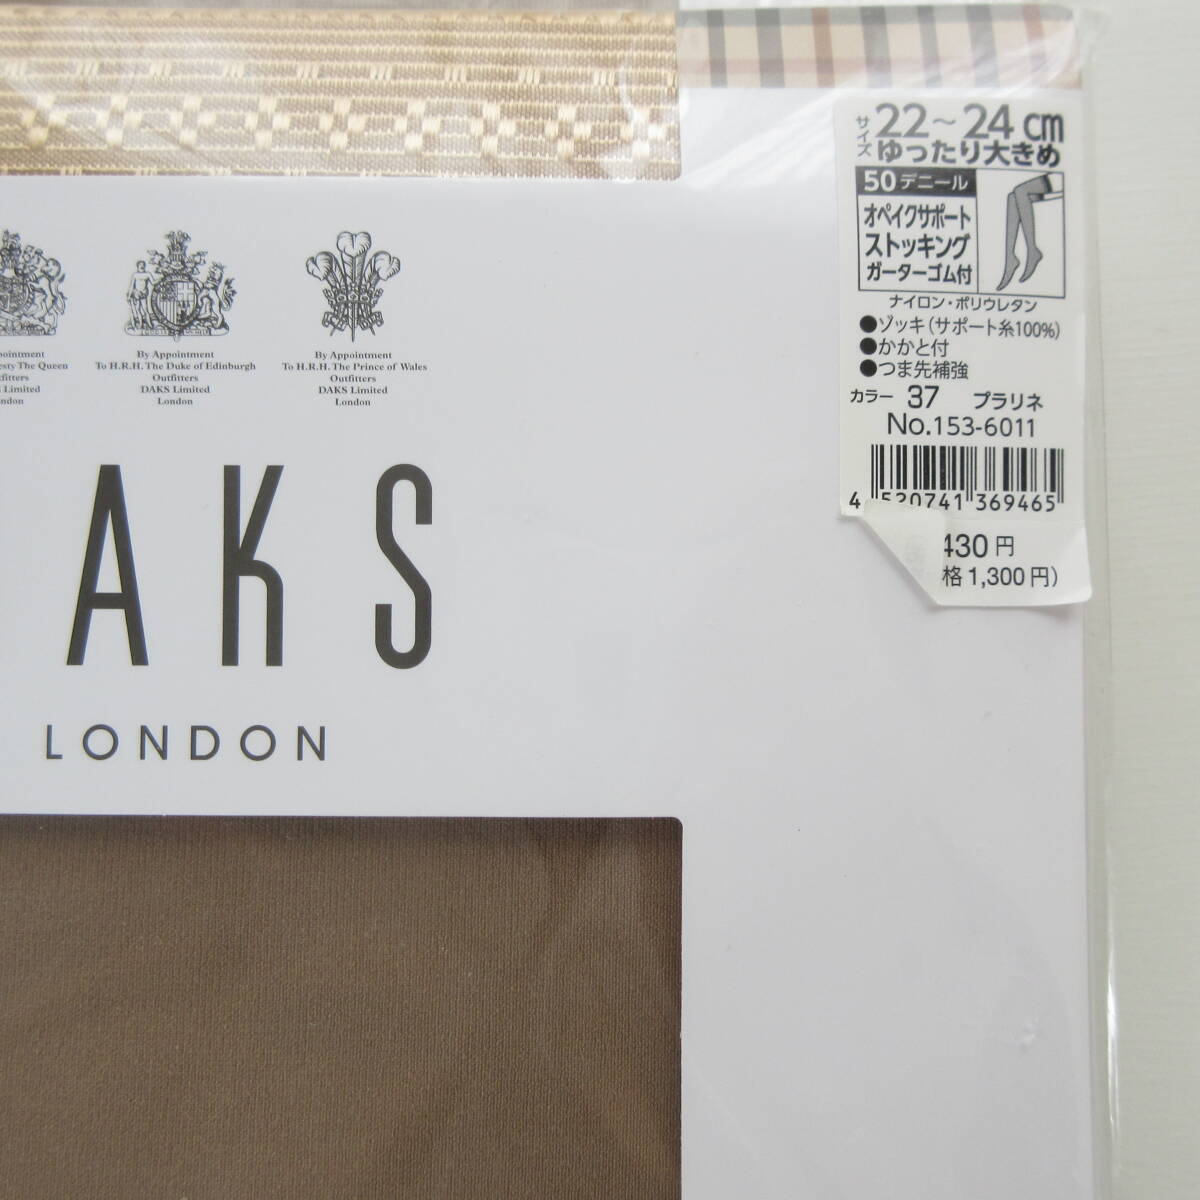 サイズ 22～24cm
ゆったり大きめ
50デニール
オペイクサポート
ストッキング
ガーターゴム付
ナイロン・ポリウレタン
●ゾッキ（サポート糸100%）
●かかと付
●つま先補強
カラー 37 プラリネ
No.153-6011
4 520741 369465
430円
格1,300円）
By Appointment
To H.R.H. The Duke of Edinburgh
Outfitters
DAKS Limited
London
By Appointment
To H.R.H. The Prince of Wales
Outfitters
DAKS Limited
London
The Queen
Limited
AKS
LONDON